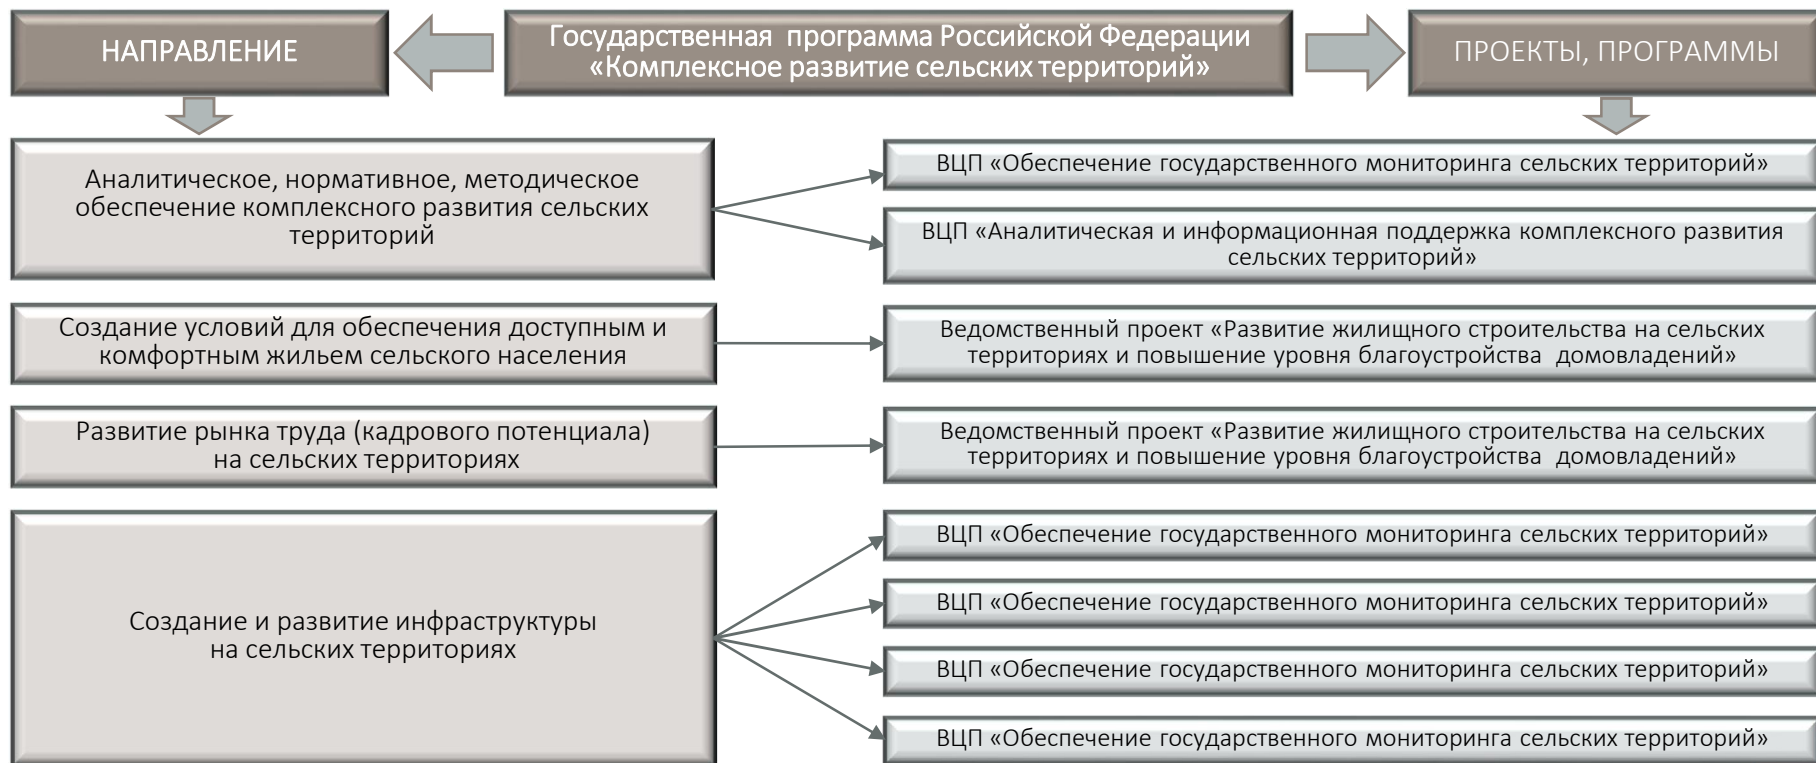 НАПРАВЛЕНИЕ
Государственная программа Российской Федерации
«Комплексное развитие сельских территорий»
ПРОЕКТЫ, ПРОГРАММЫ
Аналитическое, нормативное, методическое
обеспечение комплексного развития сельских
территорий
ВЦП «Обеспечение государственного мониторинга сельских территорий»
ВЦП «Аналитическая и информационная поддержка комплексного развития
сельских территорий»
Создание условий для обеспечения доступным и
комфортным жильем сельского населения
Ведомственный проект «Развитие жилищного строительства на сельских
территориях и повышение уровня благоустройства домовладений»
Развитие рынка труда (кадрового потенциала)
на сельских территориях
Ведомственный проект «Развитие жилищного строительства на сельских
территориях и повышение уровня благоустройства домовладений»
Создание и развитие инфраструктуры
на сельских территориях
ВЦП «Обеспечение государственного мониторинга сельских территорий»
ВЦП «Обеспечение государственного мониторинга сельских территорий»
ВЦП «Обеспечение государственного мониторинга сельских территорий»
ВЦП «Обеспечение государственного мониторинга сельских территорий»